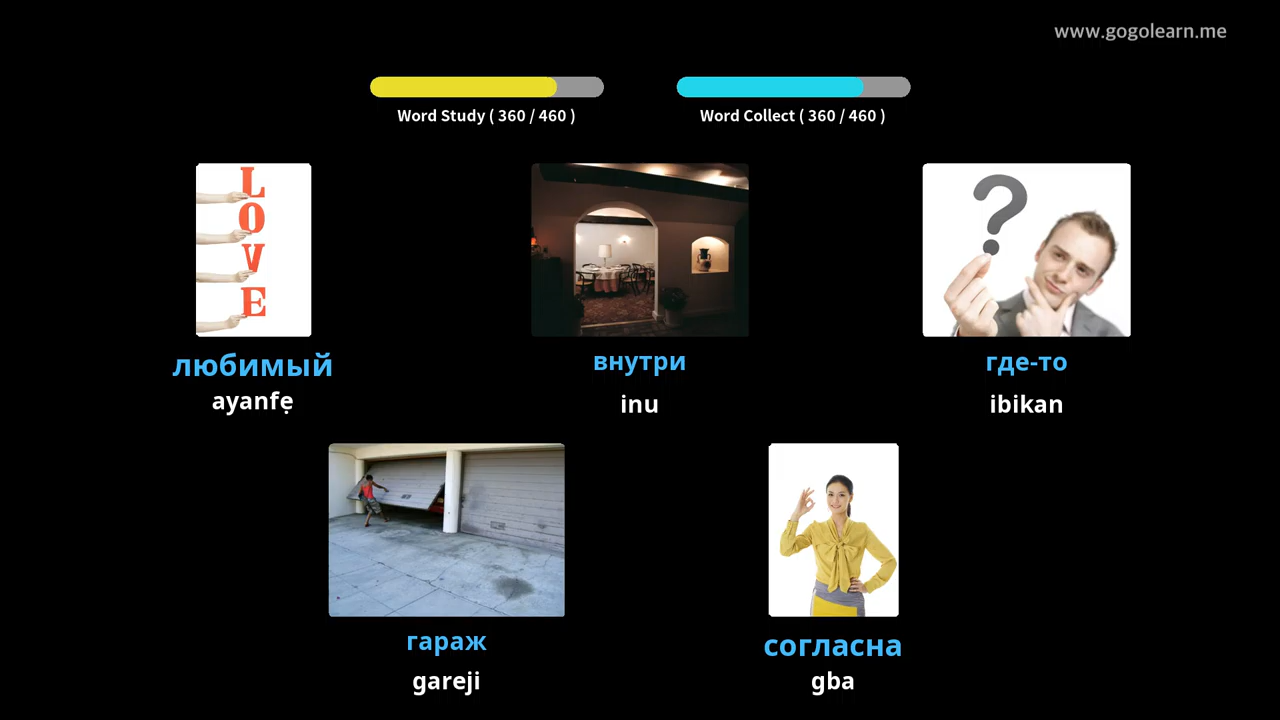 www.gogolearn.me
Word Study ( 360 / 460 )
Word Collect ( 360 / 460 )
LOVE
любимый
ayanfẹ
внутри
inu
?
где-то
ibikan
гараж
gareji
согласна
gba